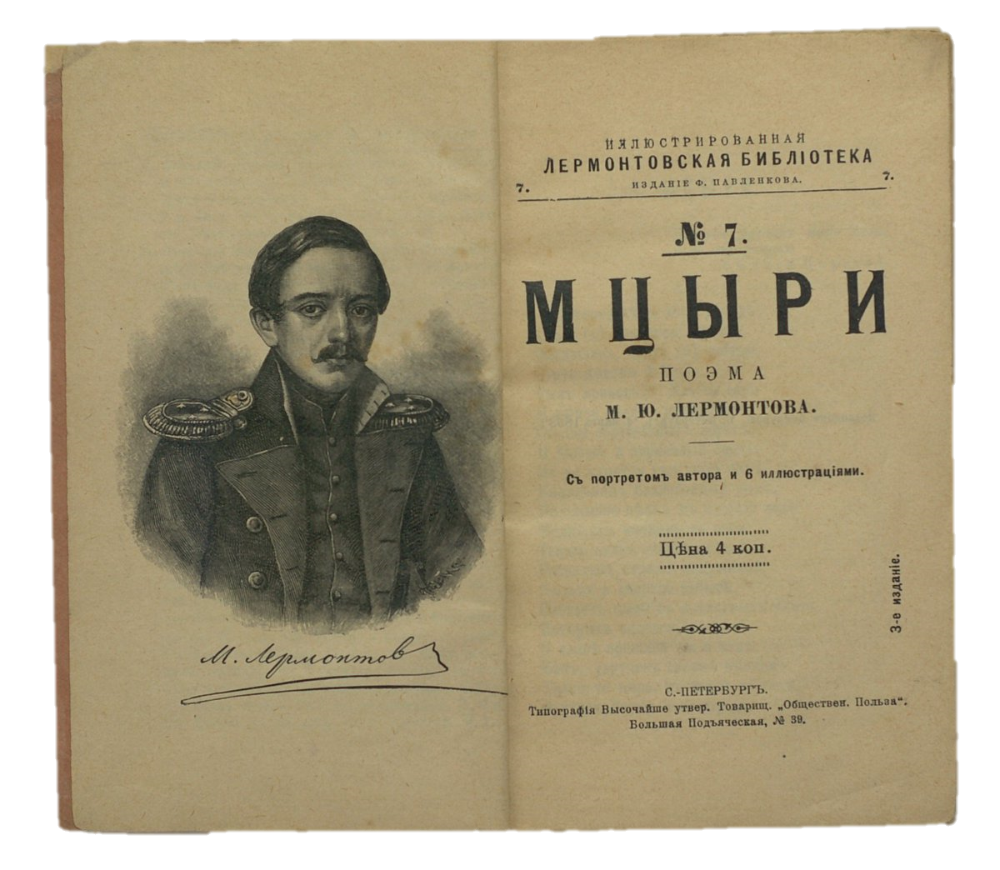 М. Лермонтов
ИЛЛЮСТРИРОВАННАЯ
ЛЕРМОНТОВСКАЯ БИБЛІОТЕКА
7. ИЗДАНІЕ Ф. ПАВЛЕНКОВА. 7.
№ 7.
МЦЫРИ
ПОЭМА
М. Ю. ЛЕРМОНТОВА.
Съ портретомъ автора и 6 иллюстраціями.
Цѣна 4 коп.
3-е изданіе.
С.-ПЕТЕРБУРГЪ.
Типографія Высочайше утвер. Товарищ. „Обществен. Польза“.
Большая Подъяческая, № 39.